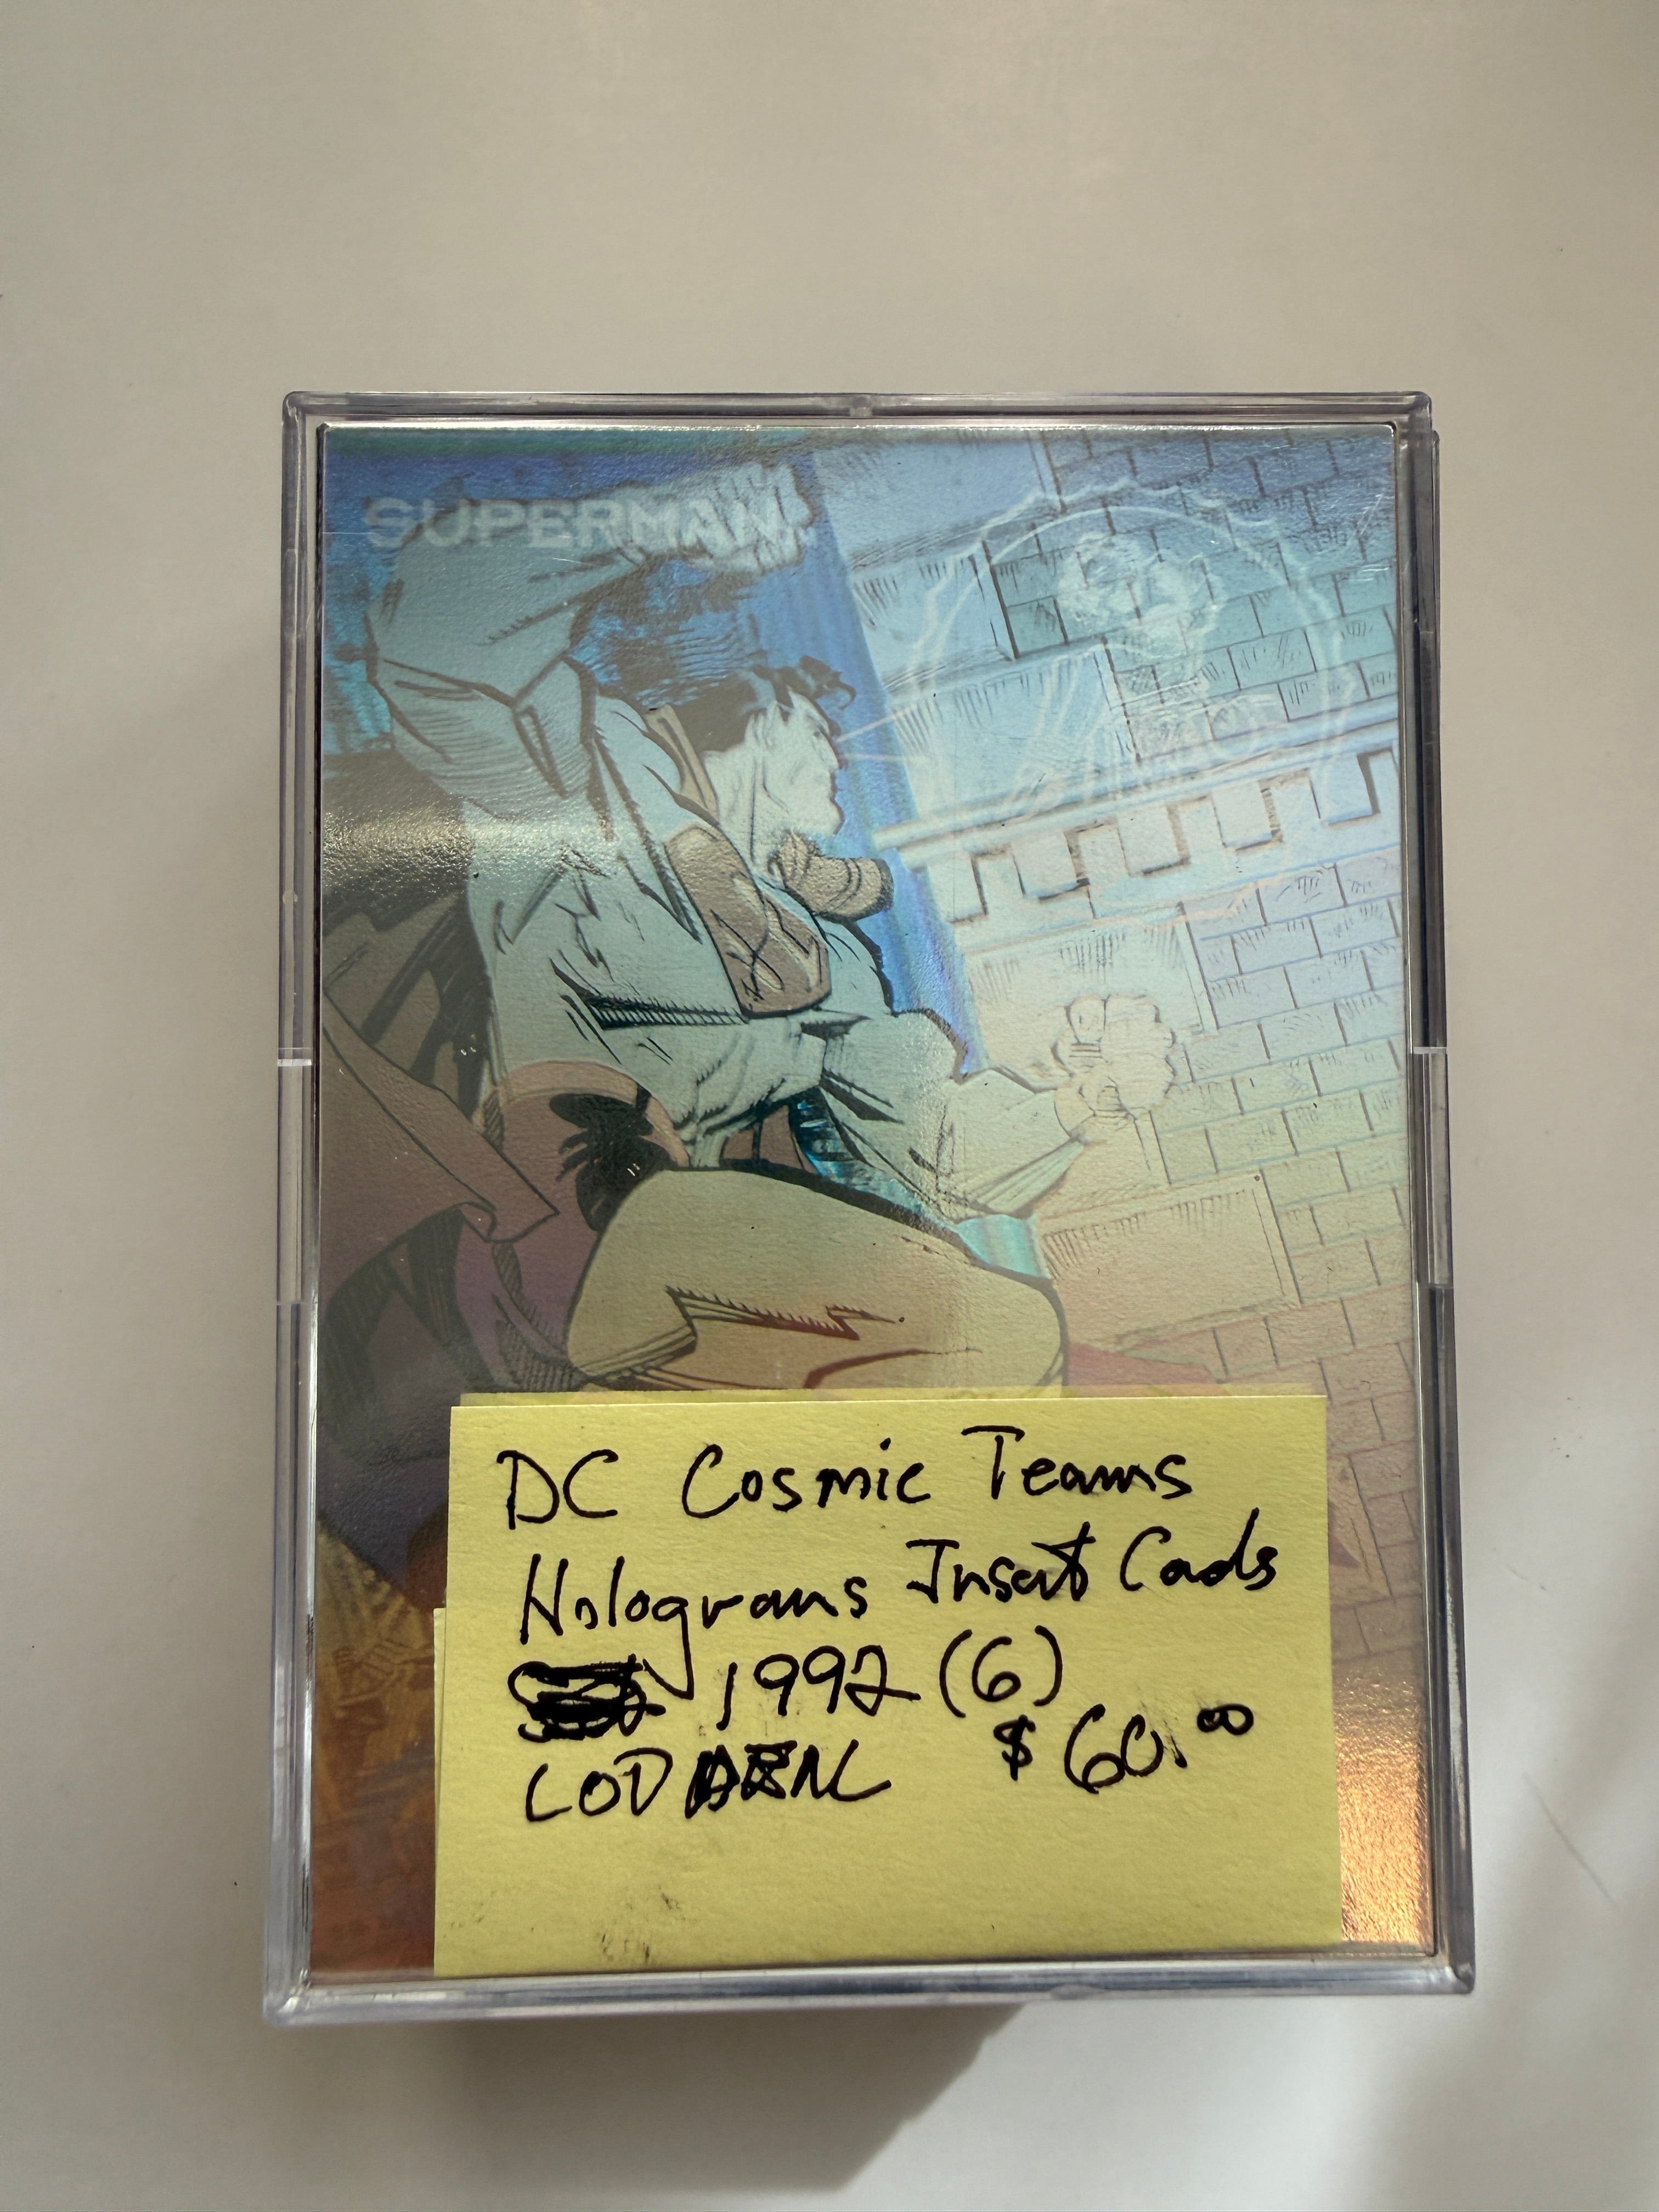 SUPERMAN
DC Cosmic Teams
Holograms Insert Cards
1992 (6)
$60.00